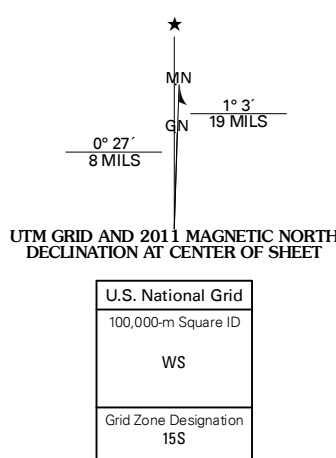 ★
MN
GN
1° 3´
19 MILS
0° 27´
8 MILS
UTM GRID AND 2011 MAGNETIC NORTH
DECLINATION AT CENTER OF SHEET
U.S. National Grid
100,000-m Square ID
WS
Grid Zone Designation
15S